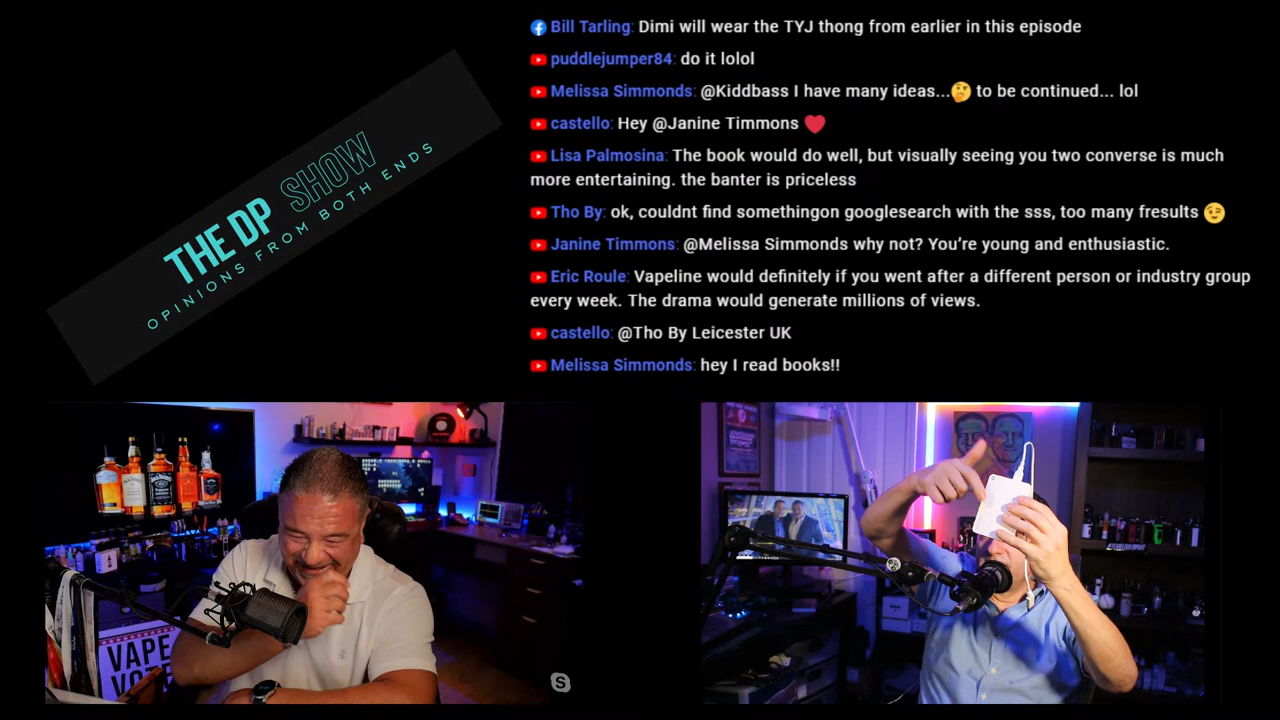 Bill Tarling: Dimi will wear the TYJ thong from earlier in this episode
puddlejumper84: do it lolol
Melissa Simmonds: @Kiddbass I have many ideas...🤔 to be continued... lol
castello: Hey @Janine Timmons ❤️
Lisa Palmosina: The book would do well, but visually seeing you two converse is much
more entertaining. the banter is priceless
Tho By: ok, couldnt find somethingon googlesearch with the sss, too many fresults 😉
Janine Timmons: @Melissa Simmonds why not? You’re young and enthusiastic.
Eric Roule: Vapeline would definitely if you went after a different person or industry group
every week. The drama would generate millions of views.
castello: @Tho By Leicester UK
Melissa Simmonds: hey I read books!!
THE DP SHOW
OPINIONS FROM BOTH ENDS
VAPE
VOTE
S